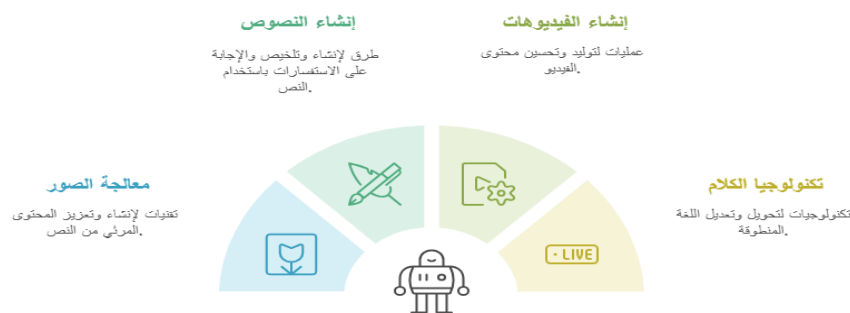 إنشاء الفيديوهات
عمليات لتوليد وتحسين محتوى
الفيديو.
إنشاء النصوص
طرق لإنشاء وتلخيص والإجابة
على الاستفسارات باستخدام
النص.
تكنولوجيا الكلام
تكنولوجيات لتحويل وتعديل اللغة
المنطوقة.
معالجة الصور
تقنيات لإنشاء وتعزيز المحتوى
المرئي من النص.
LIVE